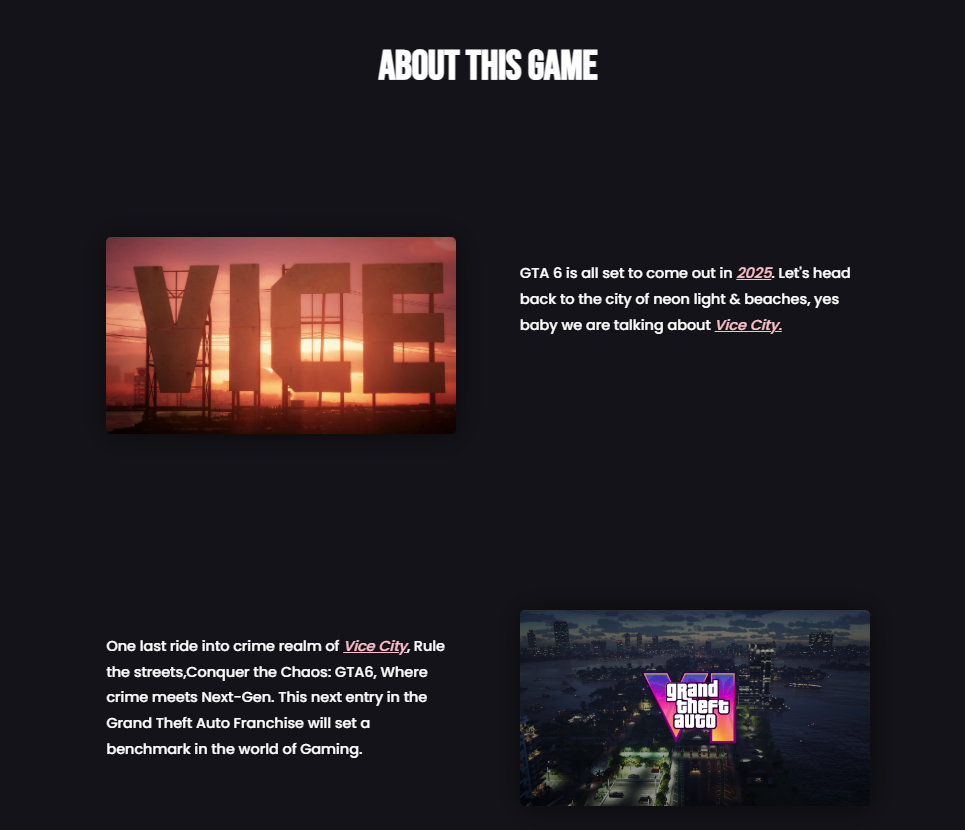 ABOUT THIS GAME
VICE
GTA 6 is all set to come out in 2025. Let's head
back to the city of neon light & beaches, yes
baby we are talking about Vice City.
One last ride into crime realm of Vice City, Rule
the streets,Conquer the Chaos: GTA6, Where
crime meets Next-Gen. This next entry in the
Grand Theft Auto Franchise will set a
benchmark in the world of Gaming.
VI
grand
theft
auto